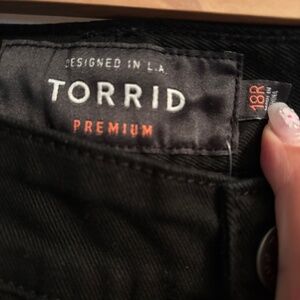 DESIGNED IN L.A.
TORRID
PREMIUM
18R